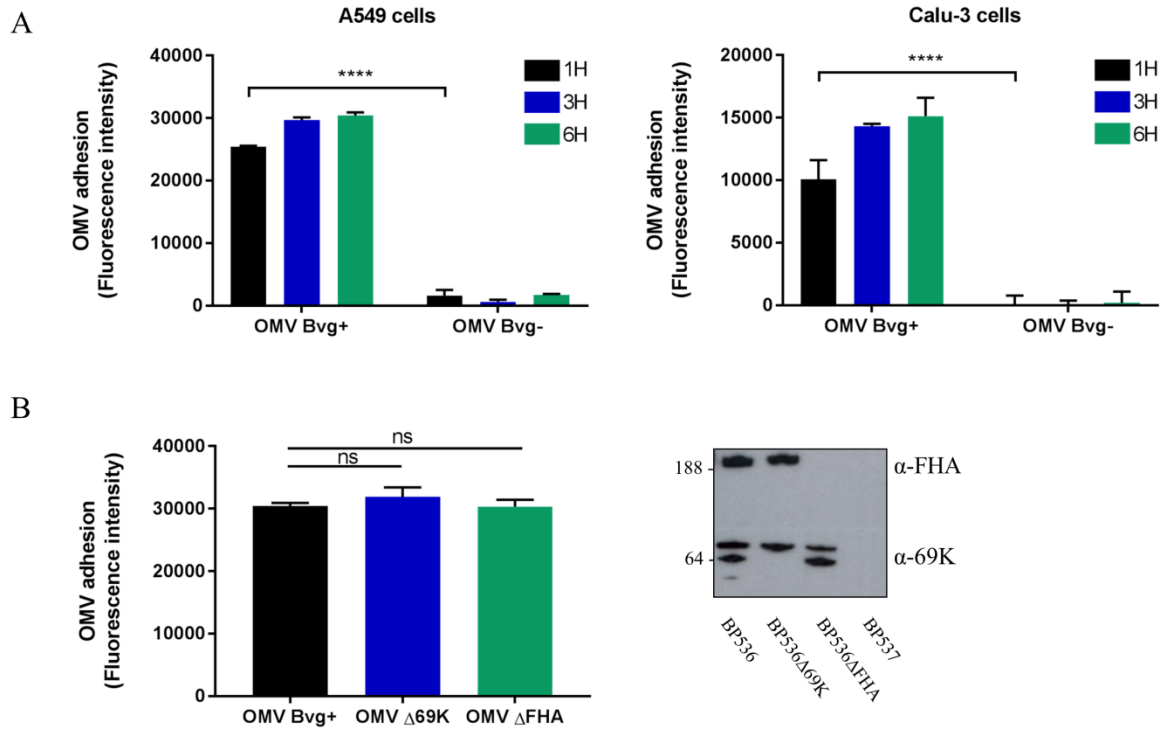 A
A549 cells
OMV adhesion
(Fluorescence intensity)
40000
30000
20000
10000
0
****
1H
3H
6H
OMV Bvg+
OMV Bvg-
Calu-3 cells
OMV adhesion
(Fluorescence intensity)
20000
15000
10000
5000
0
****
1H
3H
6H
OMV Bvg+
OMV Bvg-
B
OMV adhesion
(Fluorescence intensity)
40000
30000
20000
10000
0
ns
ns
OMV Bvg+
OMV Δ69K
OMV ΔFHA
188
64
α-FHA
α-69K
BP536
BP536Δ69K
BP536ΔFHA
BP537